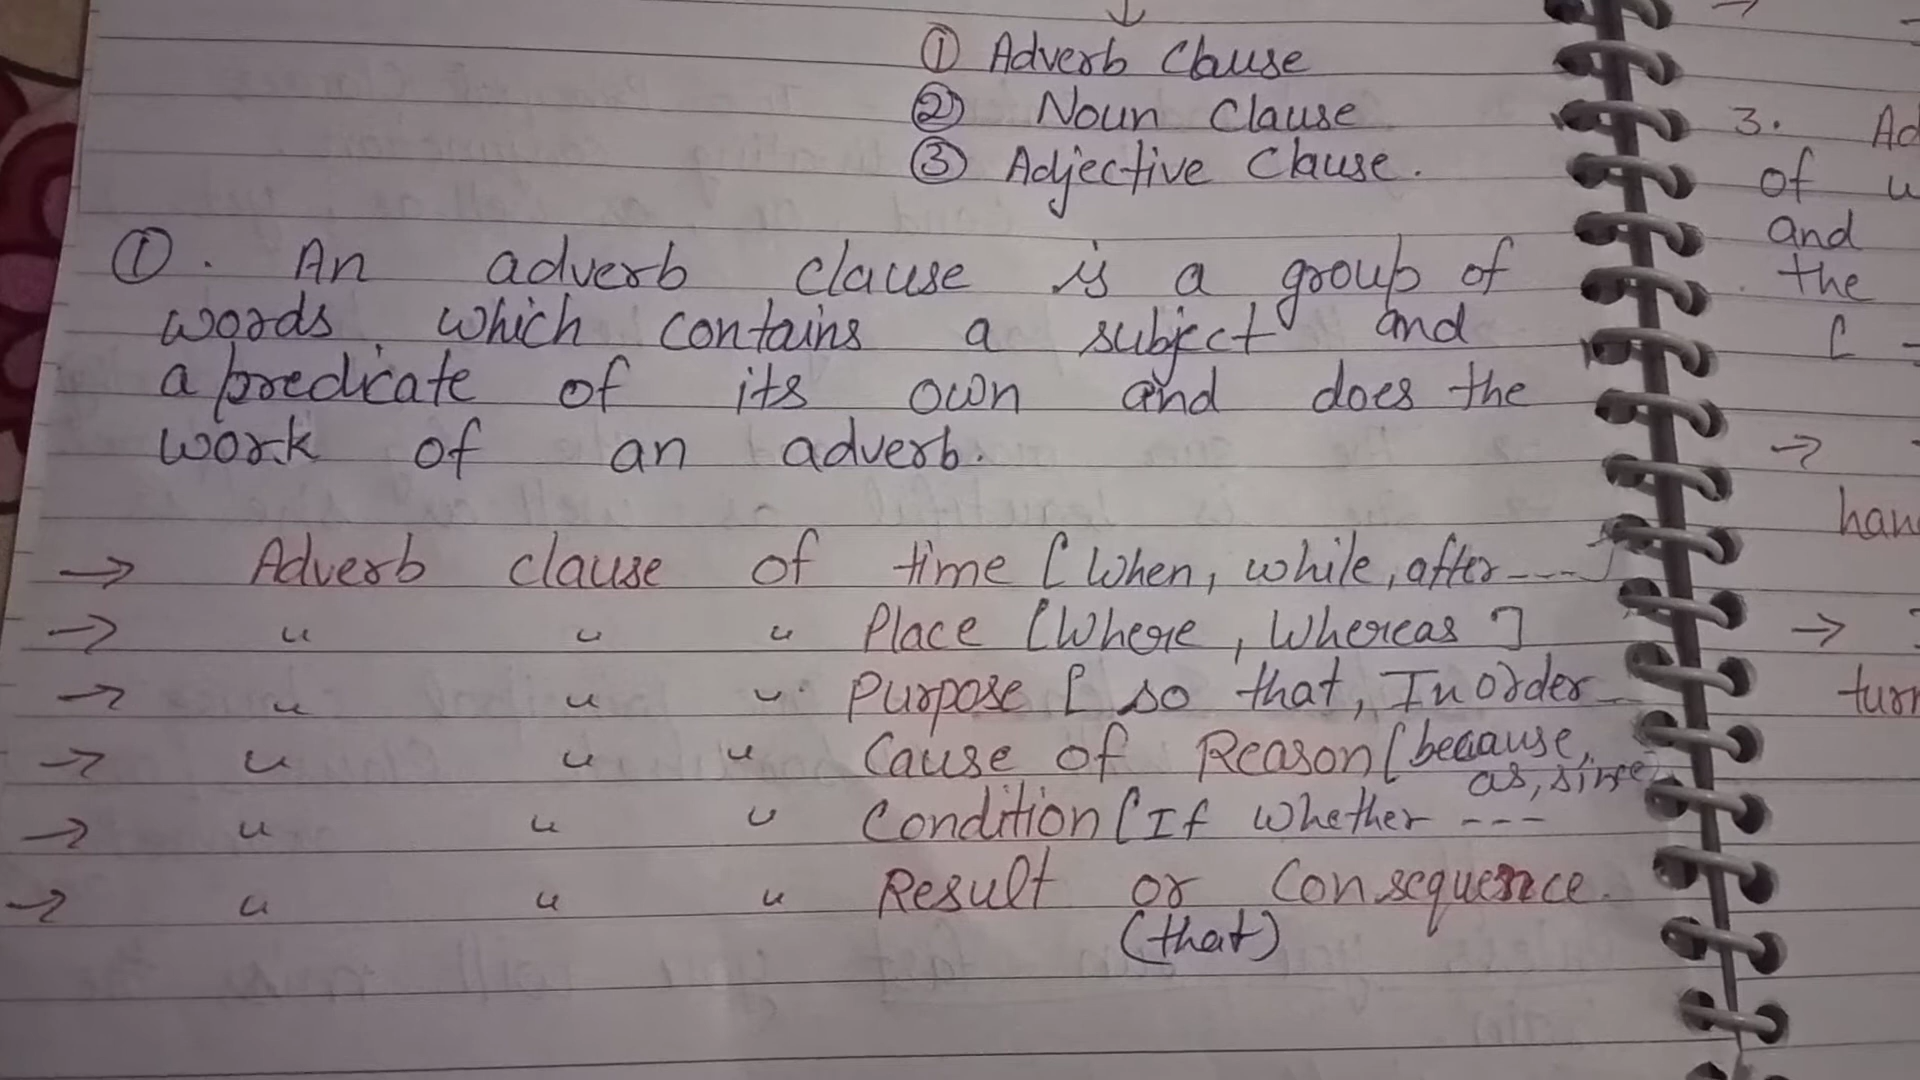 ↓
① Adverb Clause
② Noun Clause
③ Adjective Clause.
①. An adverb clause is a group of
words which contains a subject and
a predicate of its own and does the
work of an adverb.
→ Adverb clause of time [When, while, after ----]
→ " " " Place [Where, Whereas]
→ " " " Purpose [so that, In order
→ " " " Cause of Reason [because,
as, since
→ " " " Condition [If whether ---
→ " " " Result or Consequence.
(that)
→
3.
of
and
the
[
→
→